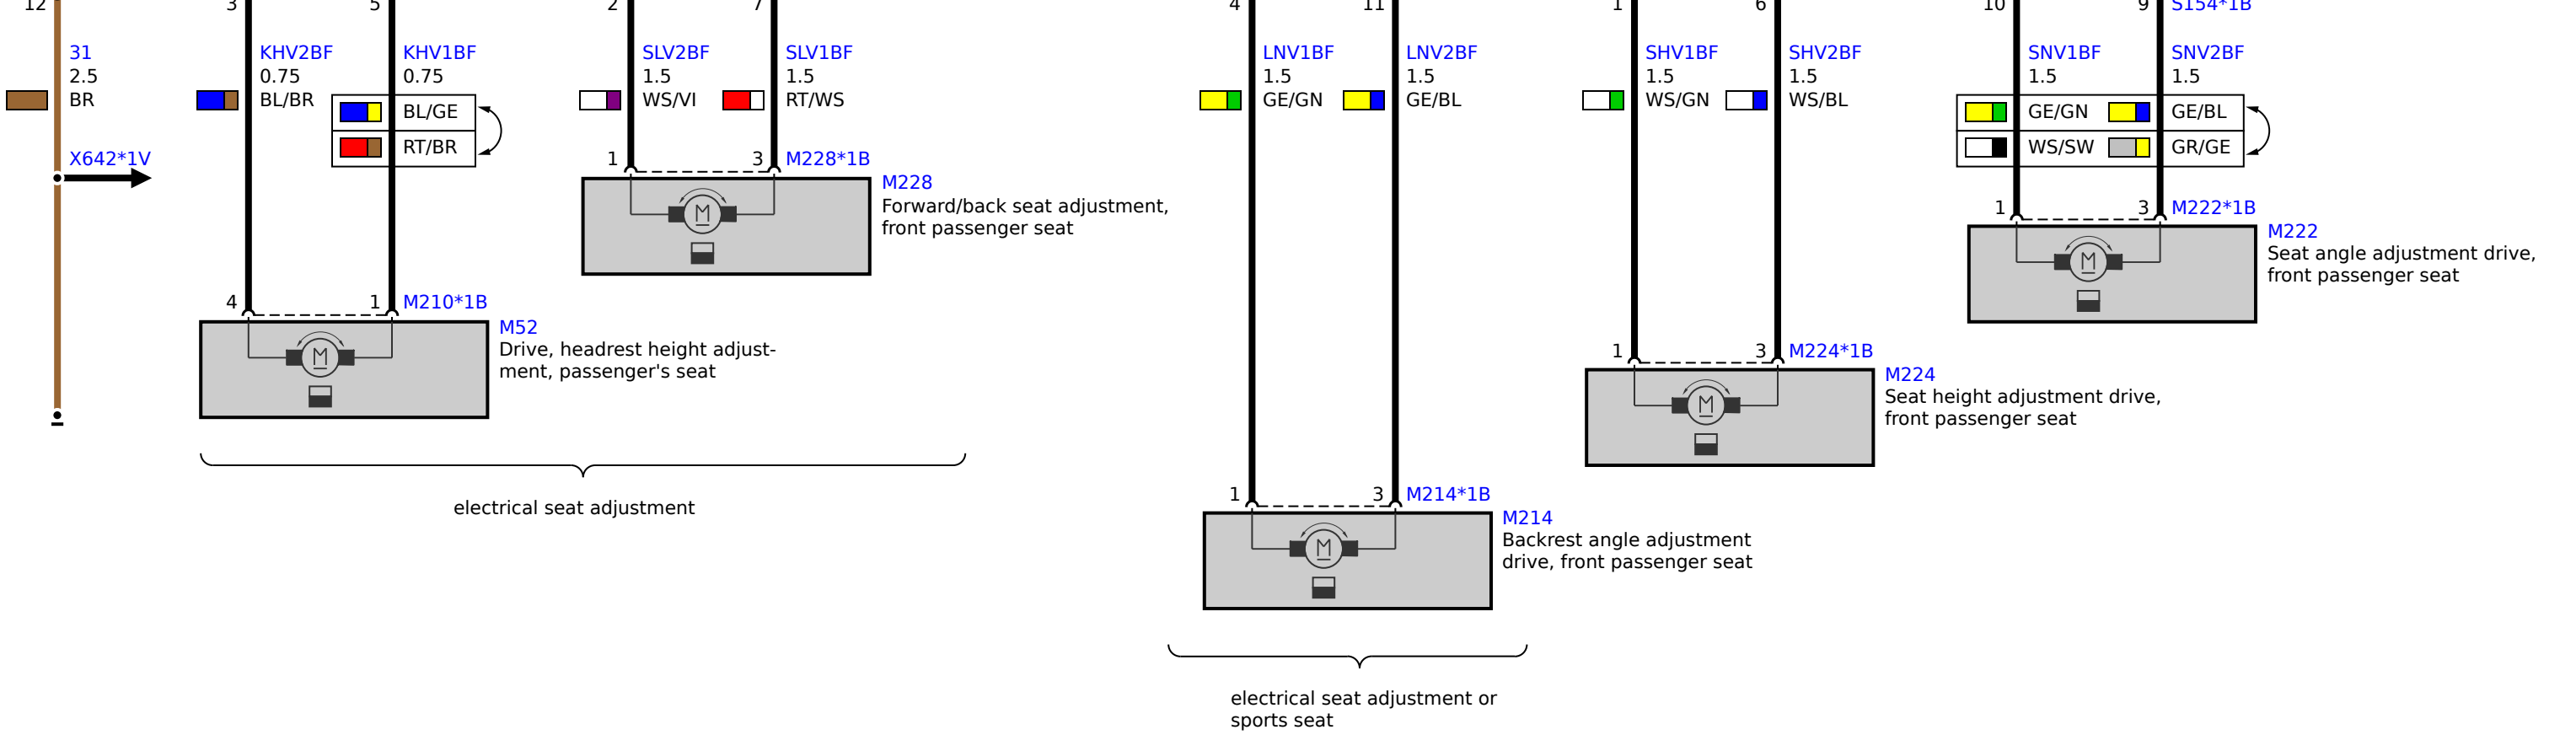 12
3
5
2
7
4
11
1
6
10
9
S154*1B
31
2.5
BR
KHV2BF
0.75
BL/BR
KHV1BF
0.75
BL/GE
RT/BR
SLV2BF
1.5
WS/VI
SLV1BF
1.5
RT/WS
LNV1BF
1.5
GE/GN
LNV2BF
1.5
GE/BL
SHV1BF
1.5
WS/GN
SHV2BF
1.5
WS/BL
SNV1BF
1.5
GE/GN
WS/SW
SNV2BF
1.5
GE/BL
GR/GE
X642*1V
1
3
M228*1B
M
M228
Forward/back seat adjustment,
front passenger seat
1
3
M222*1B
M
M222
Seat angle adjustment drive,
front passenger seat
4
1
M210*1B
M
M52
Drive, headrest height adjust-
ment, passenger's seat
1
3
M224*1B
M
M224
Seat height adjustment drive,
front passenger seat
electrical seat adjustment
1
3
M214*1B
M
M214
Backrest angle adjustment
drive, front passenger seat
electrical seat adjustment or
sports seat